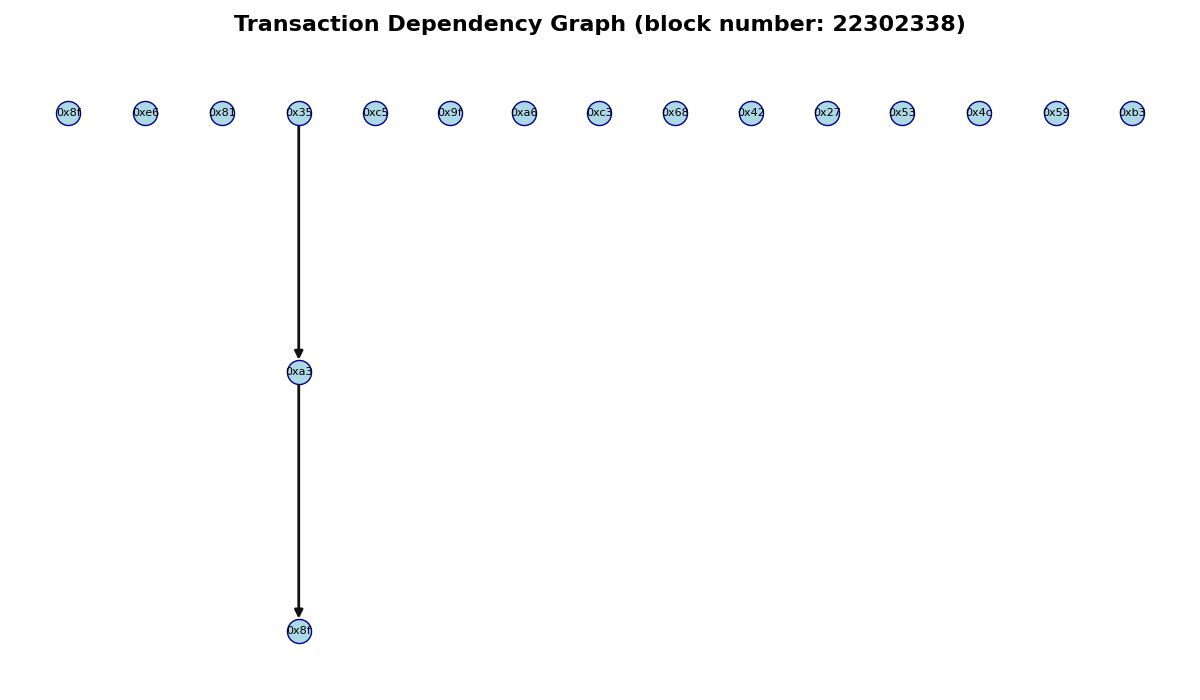 Transaction Dependency Graph (block number: 22302338)
0x8f 0xe6 0x81 0x35 0xc5 0x9f 0xa6 0xc3 0x68 0x42 0x27 0x53 0x4c 0x59 0xb3
0xa3
0x8f